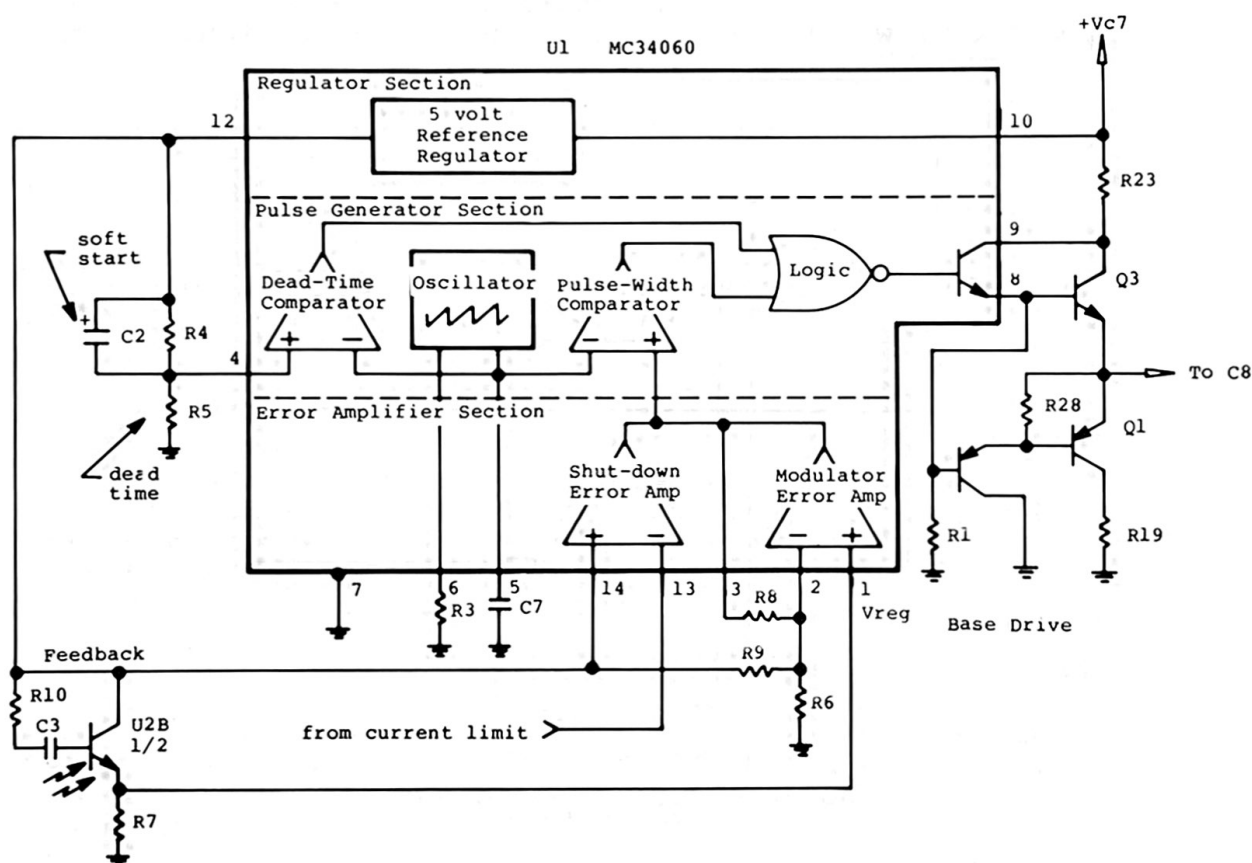 +Vc7
U1 MC34060
Regulator Section
12
5 volt
Reference
Regulator
10
R23
Pulse Generator Section
9
soft
start
Dead-Time
Comparator
Oscillator
Pulse-Width
Comparator
Logic
8
Q3
+
C2
R4
+
−
−
+
4
To C8
R5
Error Amplifier Section
R28
Q1
dead
time
Shut-down
Error Amp
Modulator
Error Amp
+
−
−
+
R1
R19
7
6
5
14
13
3
2
1
R3
C7
R8
Vreg
Base Drive
Feedback
R9
R10
R6
C3
U2B
1/2
from current limit
R7